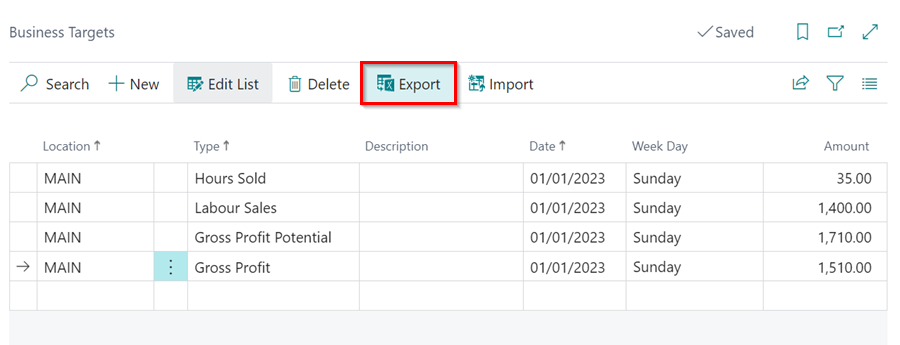 Business Targets
Saved
Search New Edit List Delete Export Import
Location↑ Type↑ Description Date↑ Week Day Amount
MAIN Hours Sold 01/01/2023 Sunday 35.00
MAIN Labour Sales 01/01/2023 Sunday 1,400.00
MAIN Gross Profit Potential 01/01/2023 Sunday 1,710.00
MAIN Gross Profit 01/01/2023 Sunday 1,510.00